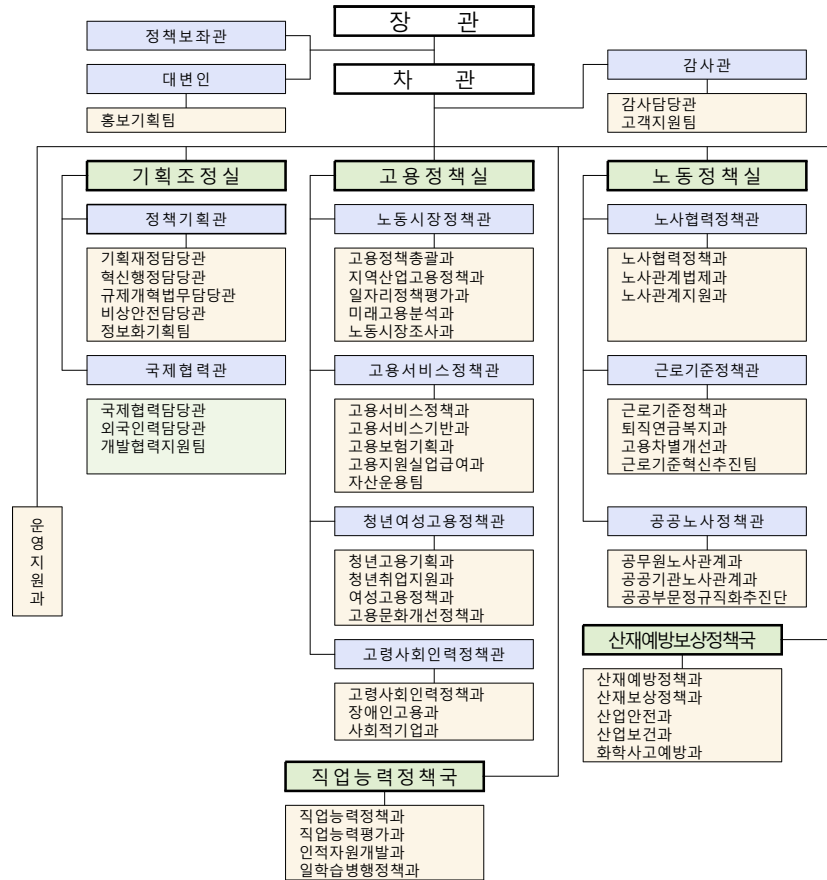 장 관
정책보좌관
대변인
홍보기획팀
차 관
감사관
감사담당관
고객지원팀
기획조정실
정책기획관
기획재정담당관
혁신행정담당관
규제개혁법무담당관
비상안전담당관
정보화기획팀
국제협력관
국제협력담당관
외국인력담당관
개발협력지원팀
운
영
지
원
과
고용정책실
노동시장정책관
고용정책총괄과
지역산업고용정책과
일자리정책평가과
미래고용분석과
노동시장조사과
고용서비스정책관
고용서비스정책과
고용서비스기반과
고용보험기획과
고용지원실업급여과
자산운용팀
청년여성고용정책관
청년고용기획과
청년취업지원과
여성고용정책과
고용문화개선정책과
고령사회인력정책관
고령사회인력정책과
장애인고용과
사회적기업과
노동정책실
노사협력정책관
노사협력정책과
노사관계법제과
노사관계지원과
근로기준정책관
근로기준정책과
퇴직연금복지과
고용차별개선과
근로기준혁신추진팀
공공노사정책관
공무원노사관계과
공공기관노사관계과
공공부문정규직화추진단
산재예방보상정책국
산재예방정책과
산재보상정책과
산업안전과
산업보건과
화학사고예방과
직업능력정책국
직업능력정책과
직업능력평가과
인적자원개발과
일학습병행정책과